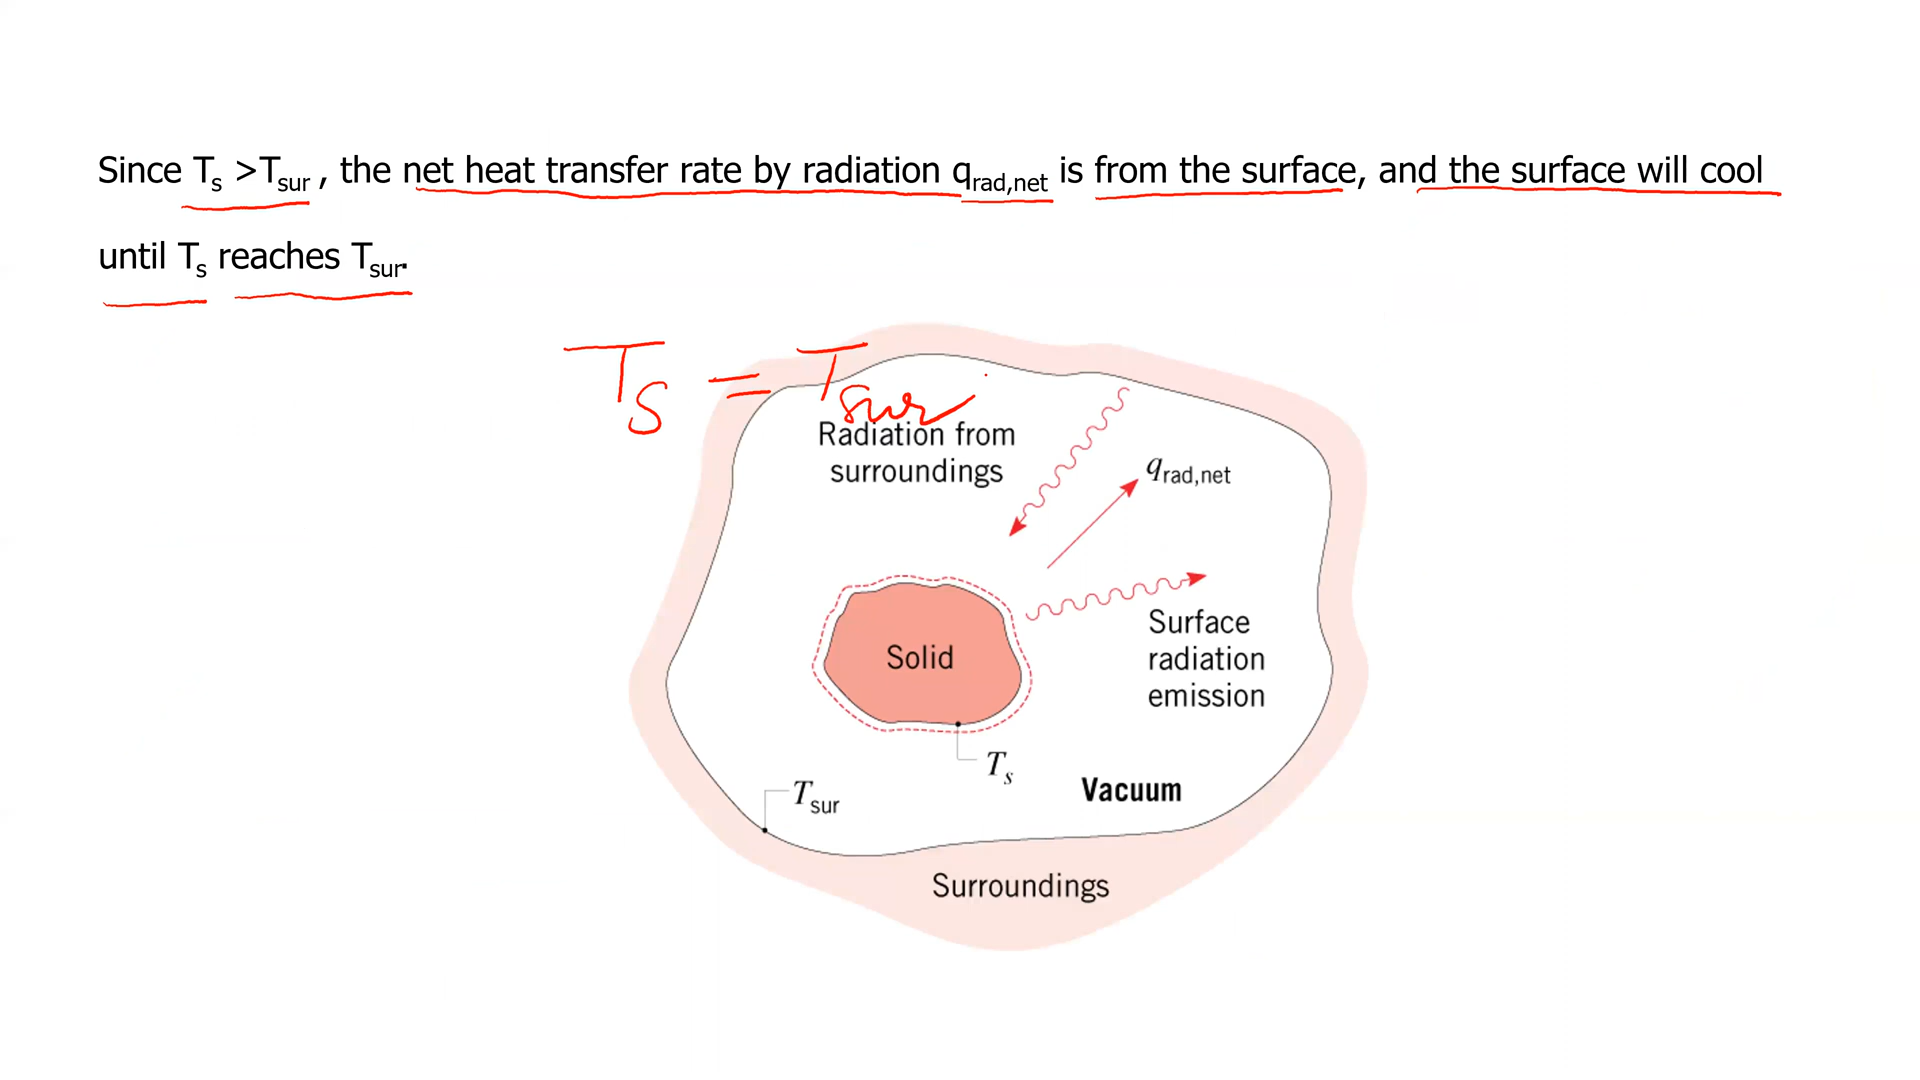 Since Ts >Tsur , the net heat transfer rate by radiation qrad,net is from the surface, and the surface will cool
until Ts reaches Tsur.
Ts = Tsur
Radiation from
surroundings
qrad,net
Solid
Surface
radiation
emission
Ts
Tsur
Vacuum
Surroundings